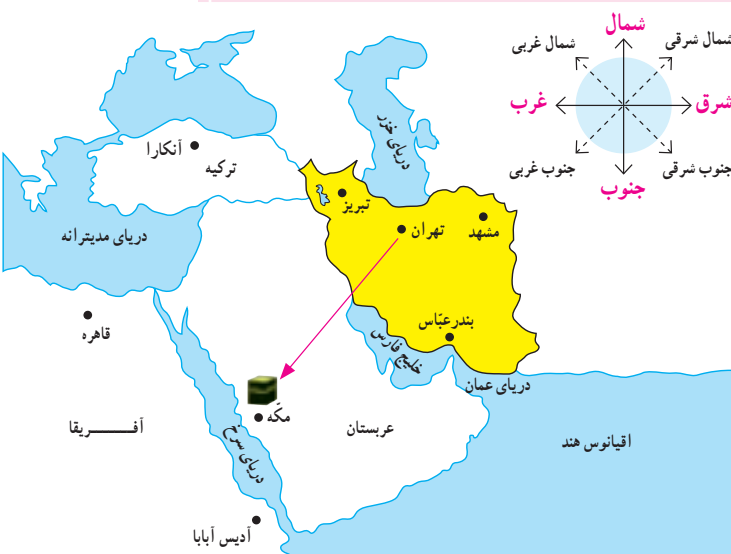 شمال
شمال شرقی
شمال غربی
شرق
غرب
جنوب شرقی
جنوب غربی
جنوب
دریای خزر
آنکارا
ترکیه
تبریز
تهران
مشهد
دریای مدیترانه
قاهره
بندرعبّاس
خلیج فارس
دریای عمان
مکّه
عربستان
آفـــــریقا
دریای سرخ
اقیانوس هند
آدیس آبابا